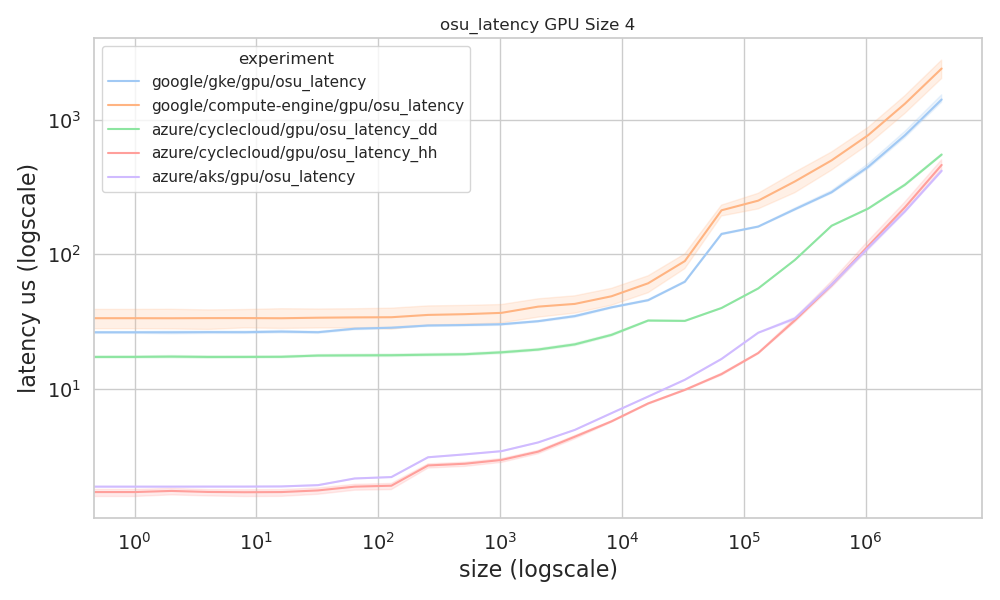 osu_latency GPU Size 4
experiment
google/gke/gpu/osu_latency
google/compute-engine/gpu/osu_latency
azure/cyclecloud/gpu/osu_latency_dd
azure/cyclecloud/gpu/osu_latency_hh
azure/aks/gpu/osu_latency
latency us (logscale)
10³
10²
10¹
10⁰ 10¹ 10² 10³ 10⁴ 10⁵ 10⁶
size (logscale)